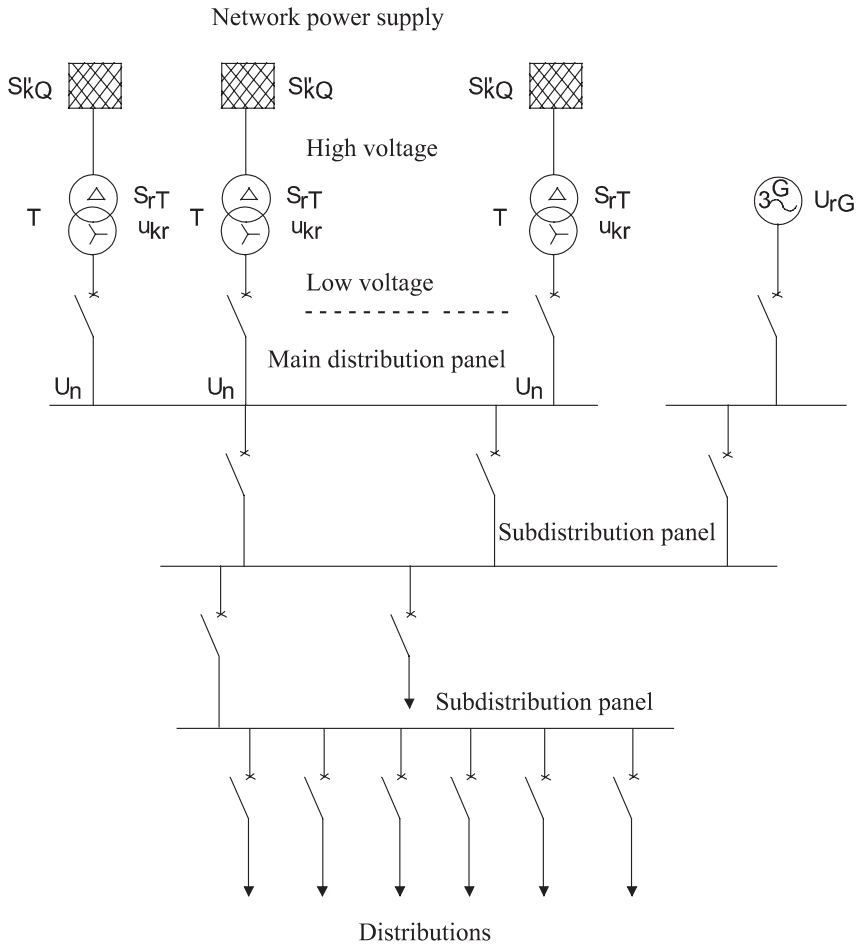 Network power supply
S"kQ S"kQ S"kQ
High voltage
T SrT ukr T SrT ukr T SrT ukr G 3 UrG
Low voltage
Main distribution panel
Un Un Un
Subdistribution panel
Subdistribution panel
Distributions